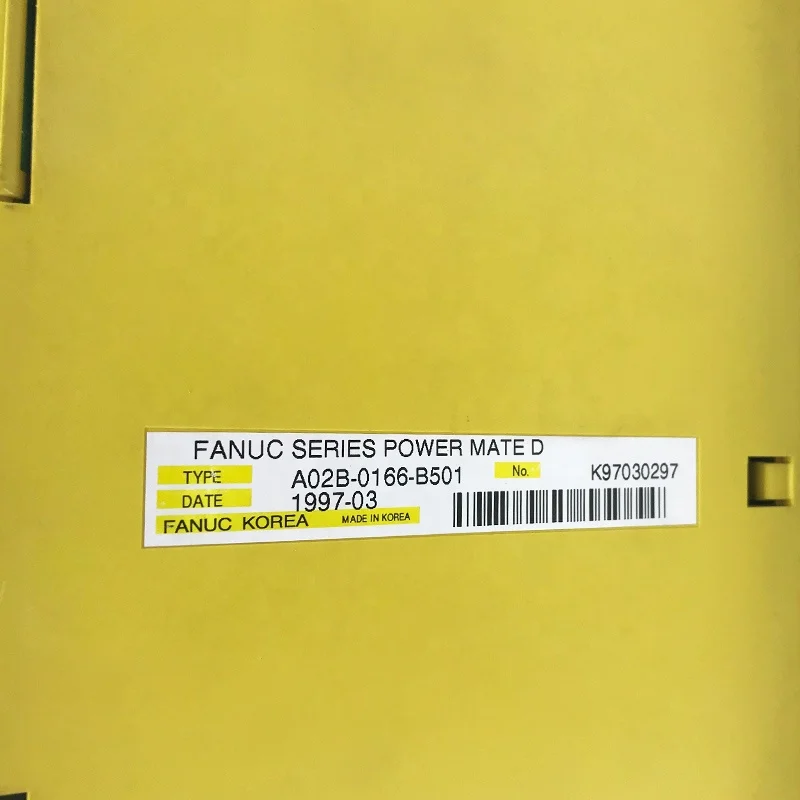 FANUC SERIES POWER MATE D
TYPE A02B-0166-B501 No. K97030297
DATE 1997-03
FANUC KOREA MADE IN KOREA